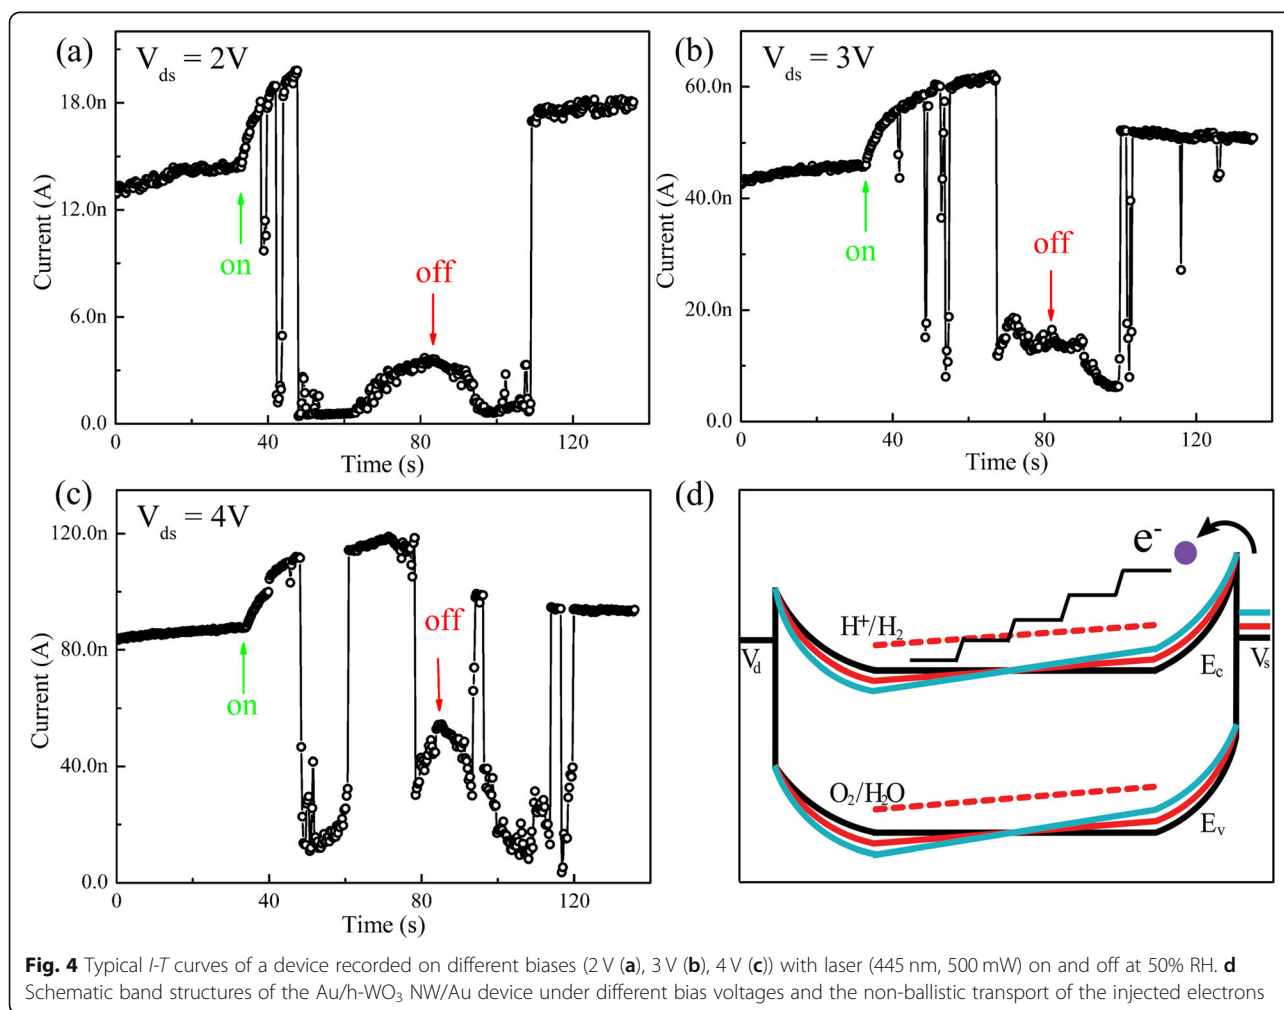 (a)
V_ds = 2V
18.0n
12.0n
6.0n
0.0
Current (A)
on
off
0 40 80 120
Time (s)
(b)
V_ds = 3V
60.0n
40.0n
20.0n
0.0
Current (A)
on
off
0 40 80 120
Time (s)
(c)
V_ds = 4V
120.0n
80.0n
40.0n
0.0
Current (A)
on
off
0 40 80 120
Time (s)
(d)
e⁻
H⁺/H₂
V_d
E_c
V_s
O₂/H₂O
E_v
Fig. 4 Typical I-T curves of a device recorded on different biases (2 V (a), 3 V (b), 4 V (c)) with laser (445 nm, 500 mW) on and off at 50% RH. d
Schematic band structures of the Au/h-WO₃ NW/Au device under different bias voltages and the non-ballistic transport of the injected electrons